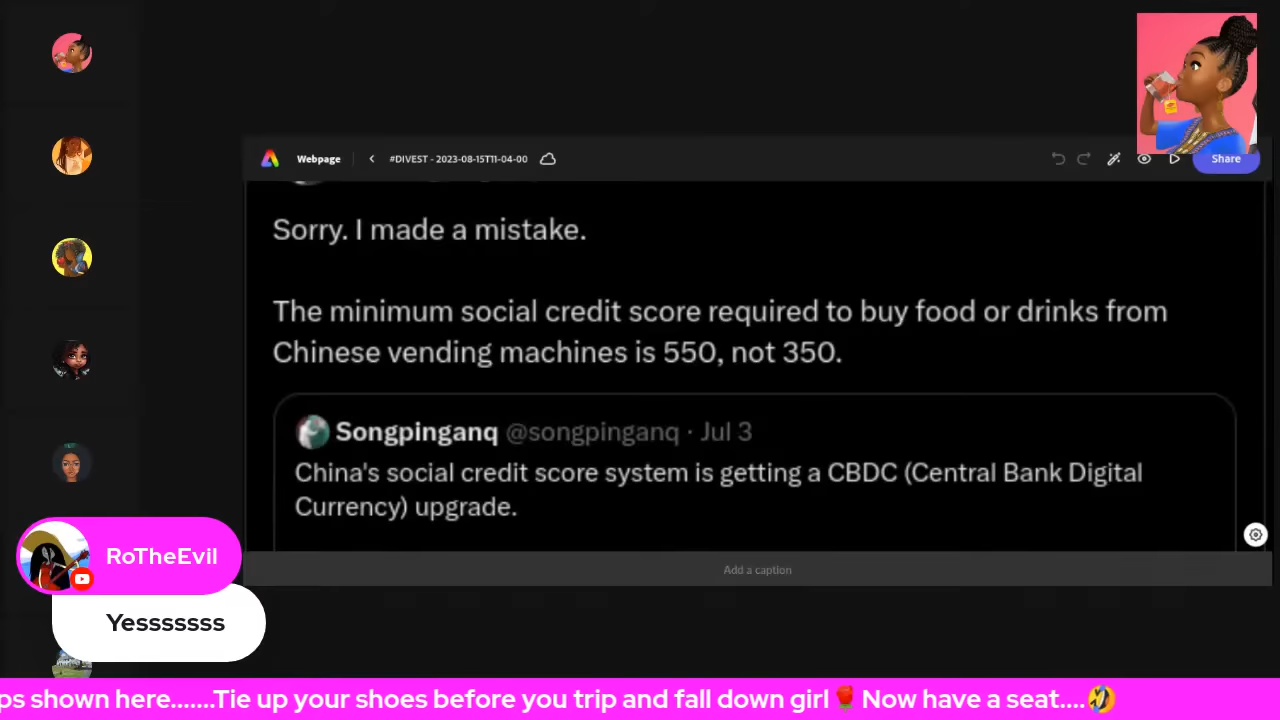 Webpage
#DIVEST - 2023-08-15T11-04-00
Share
Sorry. I made a mistake.
The minimum social credit score required to buy food or drinks from
Chinese vending machines is 550, not 350.
Songpinganq @songpinganq · Jul 3
China's social credit score system is getting a CBDC (Central Bank Digital
Currency) upgrade.
Add a caption
RoTheEvil
Yesssssss
ps shown here.......Tie up your shoes before you trip and fall down girl🌹Now have a seat....🤣